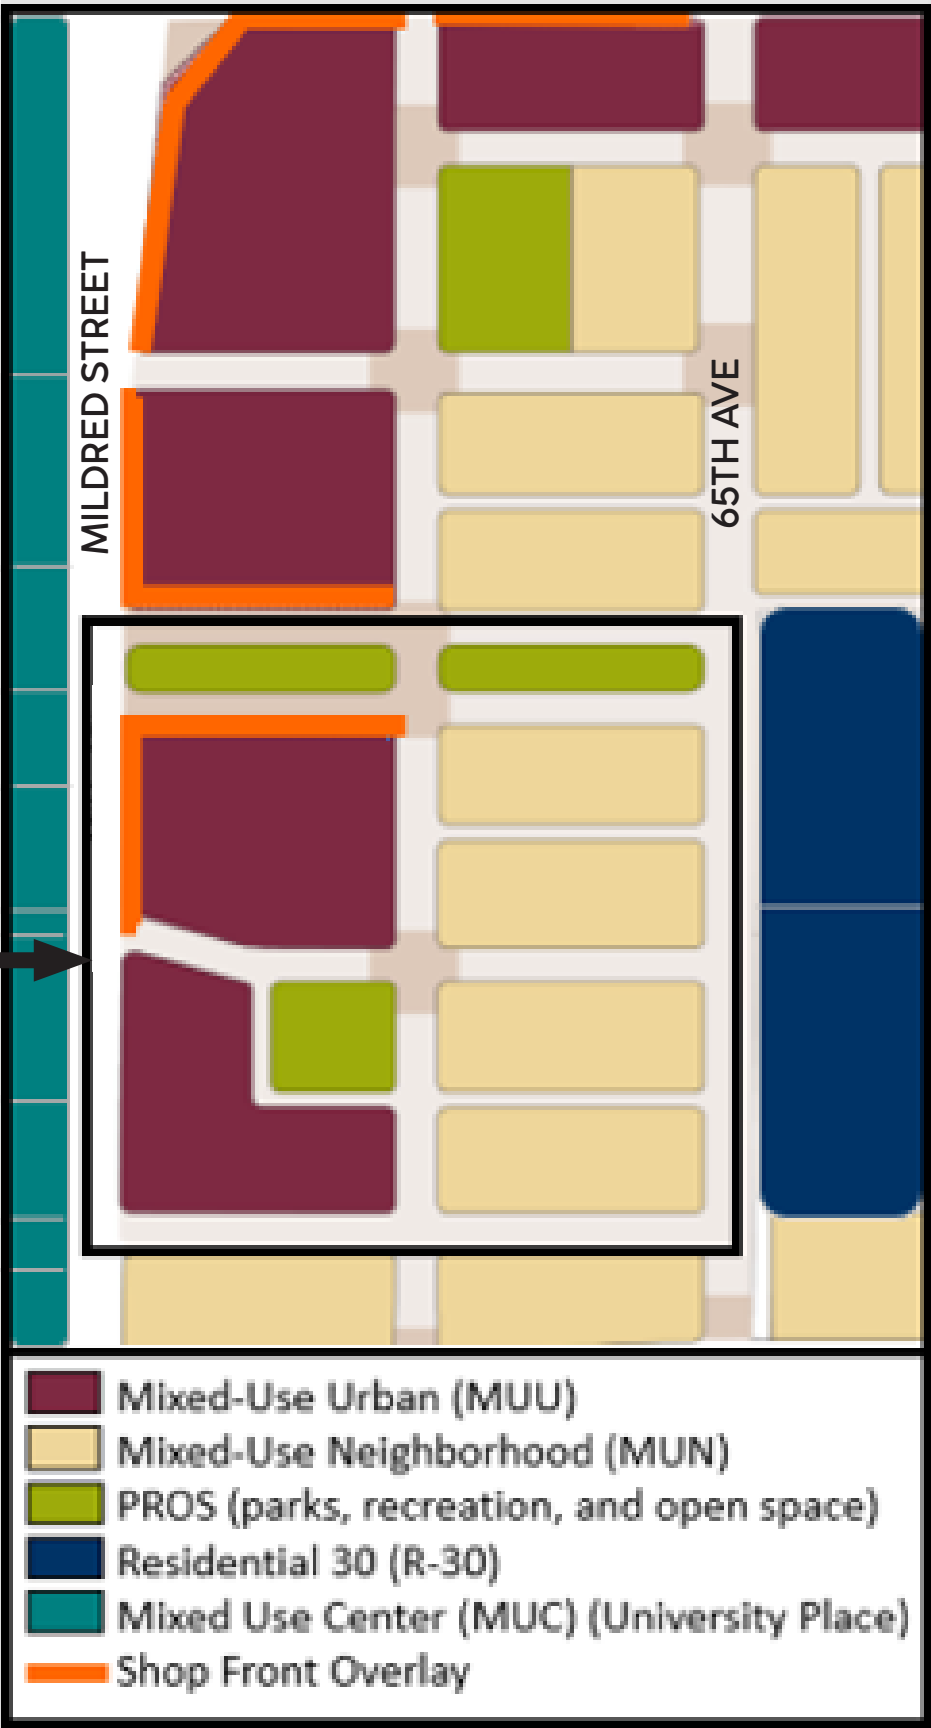 MILDRED STREET
65TH AVE
Mixed-Use Urban (MUU)
Mixed-Use Neighborhood (MUN)
PROS (parks, recreation, and open space)
Residential 30 (R-30)
Mixed Use Center (MUC) (University Place)
Shop Front Overlay